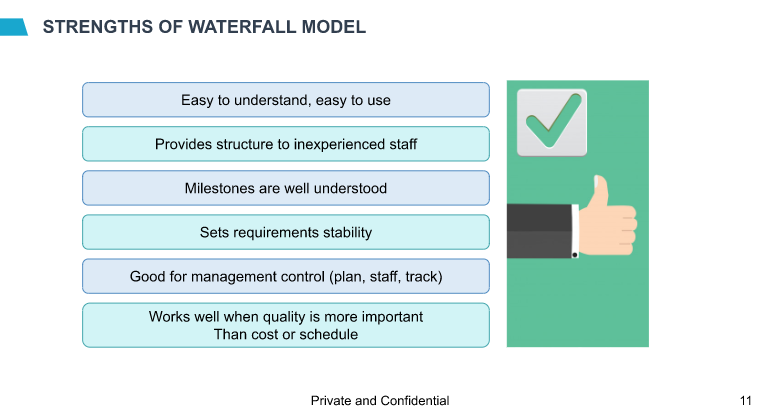 STRENGTHS OF WATERFALL MODEL
Easy to understand, easy to use
Provides structure to inexperienced staff
Milestones are well understood
Sets requirements stability
Good for management control (plan, staff, track)
Works well when quality is more important
Than cost or schedule
Private and Confidential
11